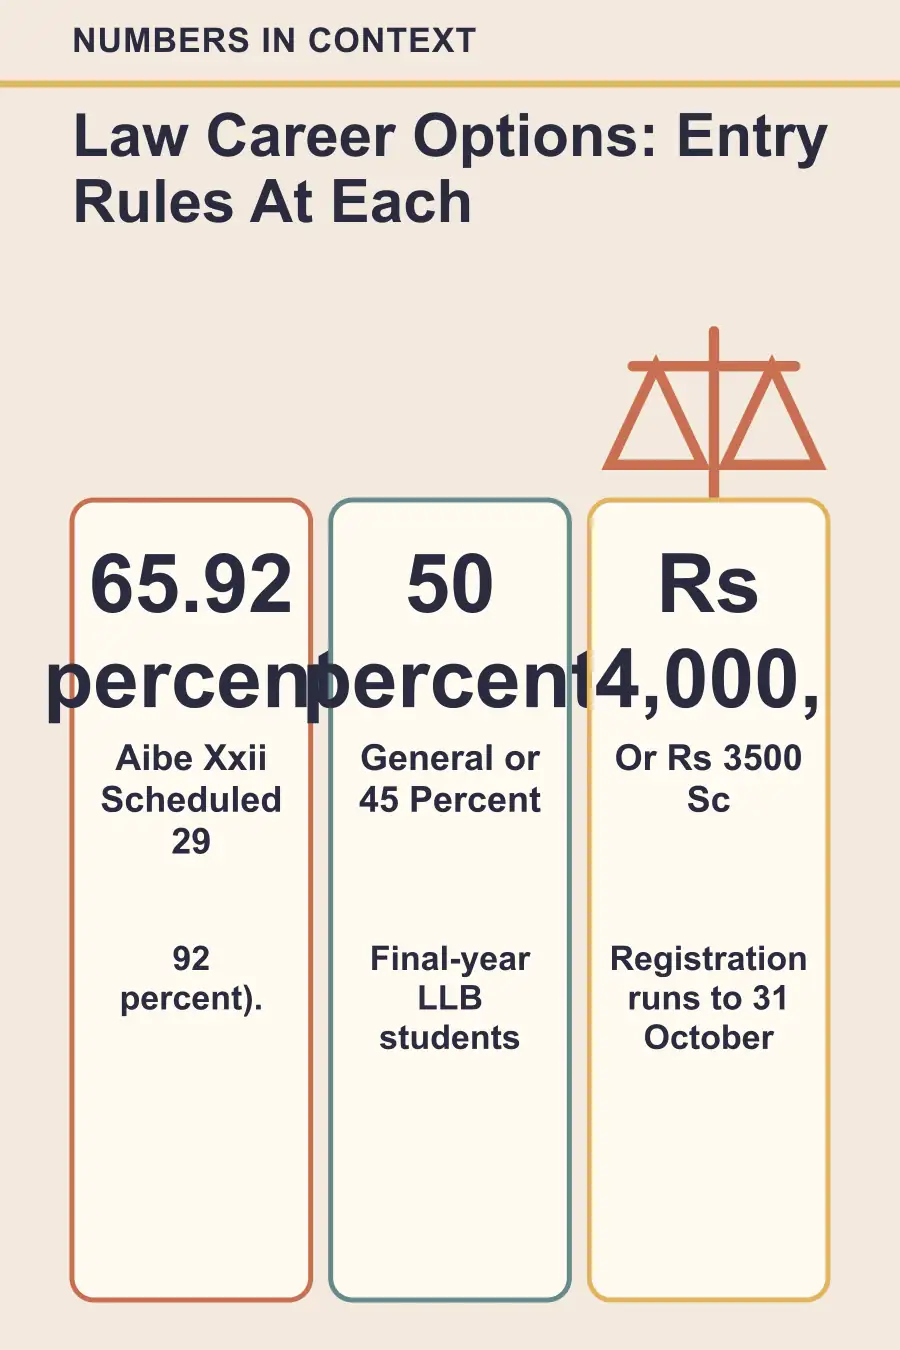 NUMBERS IN CONTEXT
Law Career Options: Entry
Rules At Each
65.92
percent
Aibe Xxii
Scheduled
29
92
percent).
50
percent
General or
45 Percent
Final-year
LLB
students
Rs
4,000,
Or Rs 3500
Sc
Registration
runs to 31
October